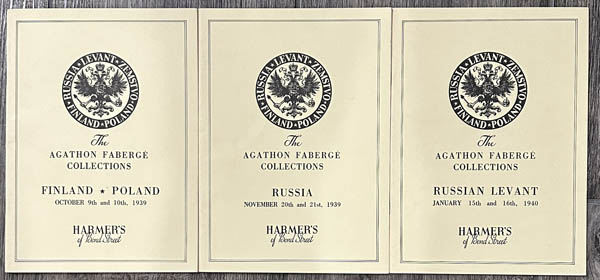 RUSSIA · LEVANT · ZEMSTVO · FINLAND · POLAND
The
AGATHON FABERGÉ
COLLECTIONS
FINLAND ★ POLAND
OCTOBER 9th and 10th, 1939
HARMER'S
of Bond Street
RUSSIA · LEVANT · ZEMSTVO · FINLAND · POLAND
The
AGATHON FABERGÉ
COLLECTIONS
RUSSIA
NOVEMBER 20th and 21st, 1939
HARMER'S
of Bond Street
RUSSIA · LEVANT · ZEMSTVO · FINLAND · POLAND
The
AGATHON FABERGÉ
COLLECTIONS
RUSSIAN LEVANT
JANUARY 15th and 16th, 1940
HARMER'S
of Bond Street